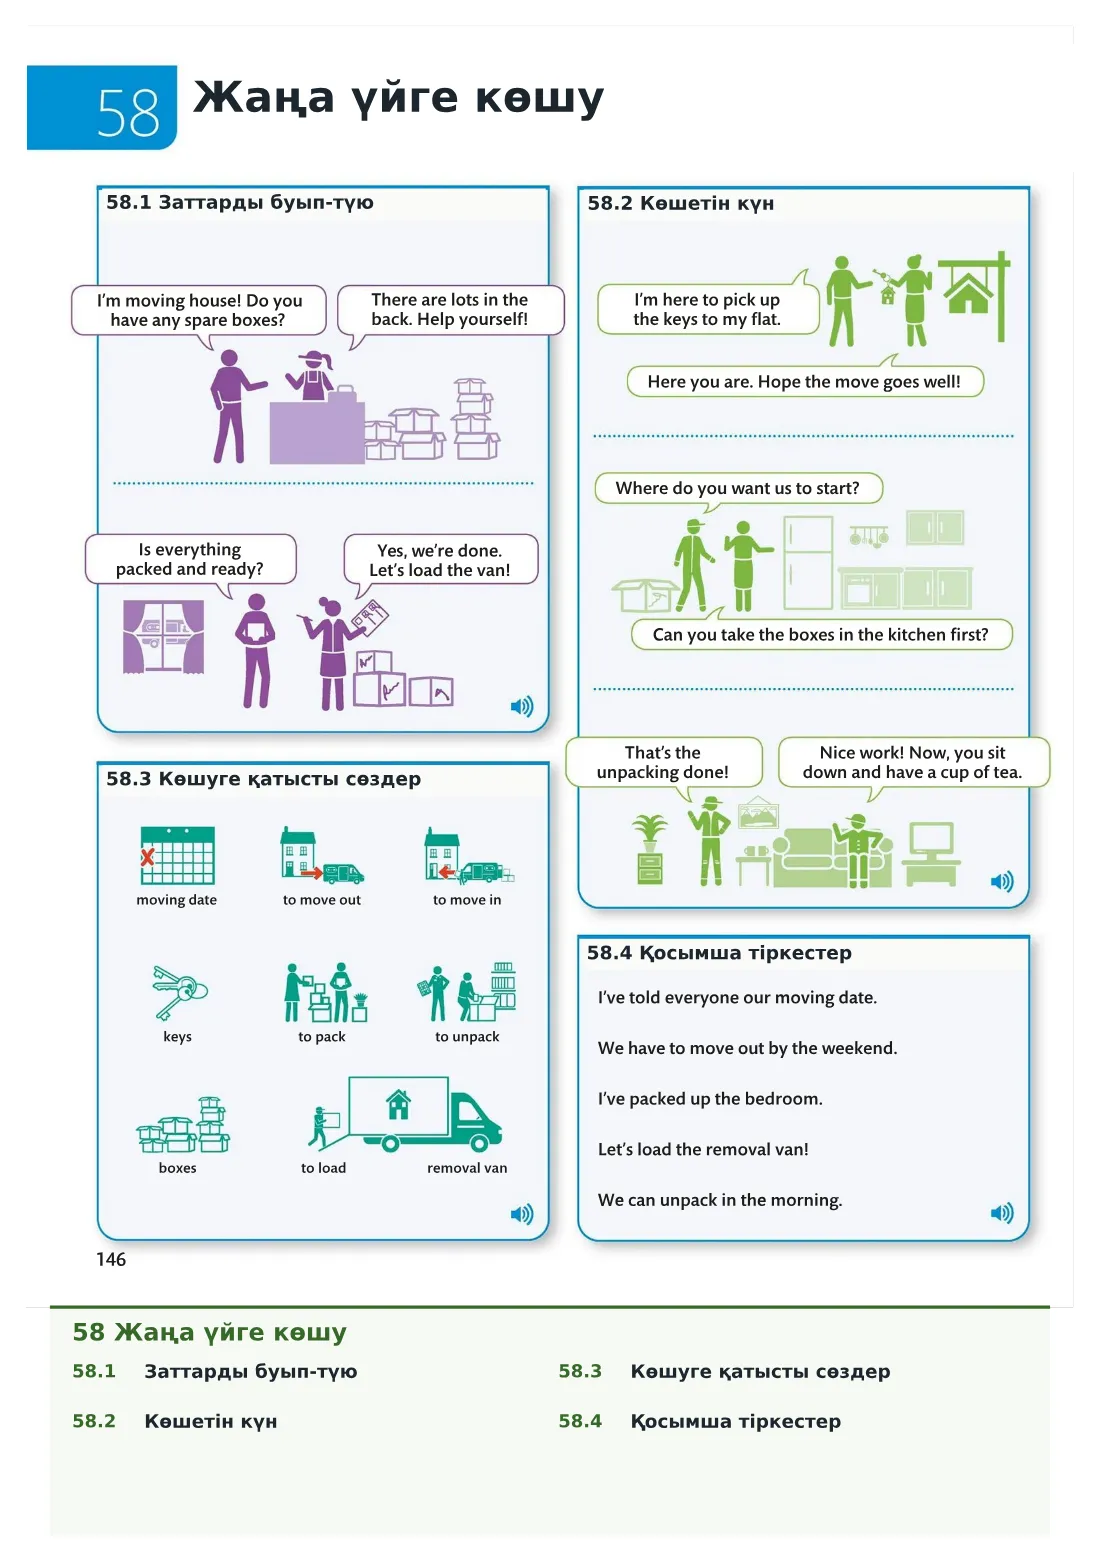 58
Жаңа үйге көшу
58.1 Заттарды буып-түю
I'm moving house! Do you
have any spare boxes?
There are lots in the
back. Help yourself!
Is everything
packed and ready?
Yes, we're done.
Let's load the van!
58.2 Көшетін күн
I'm here to pick up
the keys to my flat.
Here you are. Hope the move goes well!
Where do you want us to start?
Can you take the boxes in the kitchen first?
That's the
unpacking done!
Nice work! Now, you sit
down and have a cup of tea.
58.3 Көшуге қатысты сөздер
moving date
to move out
to move in
keys
to pack
to unpack
boxes
to load
removal van
58.4 Қосымша тіркестер
I've told everyone our moving date.
We have to move out by the weekend.
I've packed up the bedroom.
Let's load the removal van!
We can unpack in the morning.
146
58 Жаңа үйге көшу
58.1 Заттарды буып-түю
58.2 Көшетін күн
58.3 Көшуге қатысты сөздер
58.4 Қосымша тіркестер